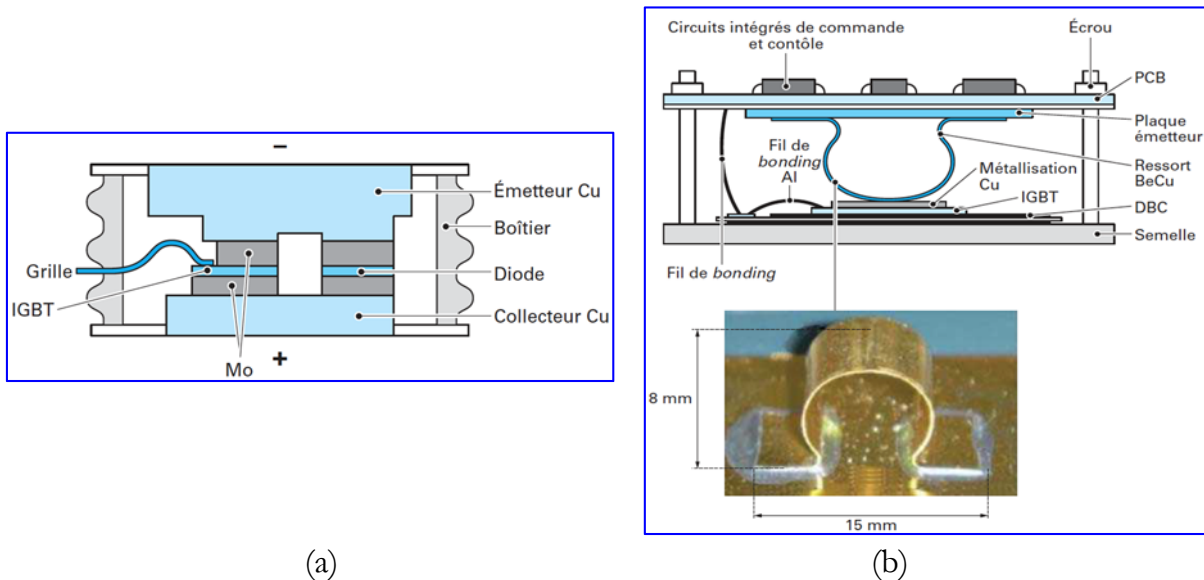 −
Émetteur Cu
Boîtier
Grille
Diode
IGBT
Collecteur Cu
+
Mo
(a)
Circuits intégrés de commande
et contôle
Écrou
PCB
Plaque
émetteur
Fil de
bonding
Al
Ressort
BeCu
Métallisation
Cu
IGBT
DBC
Semelle
Fil de bonding
8 mm
15 mm
(b)